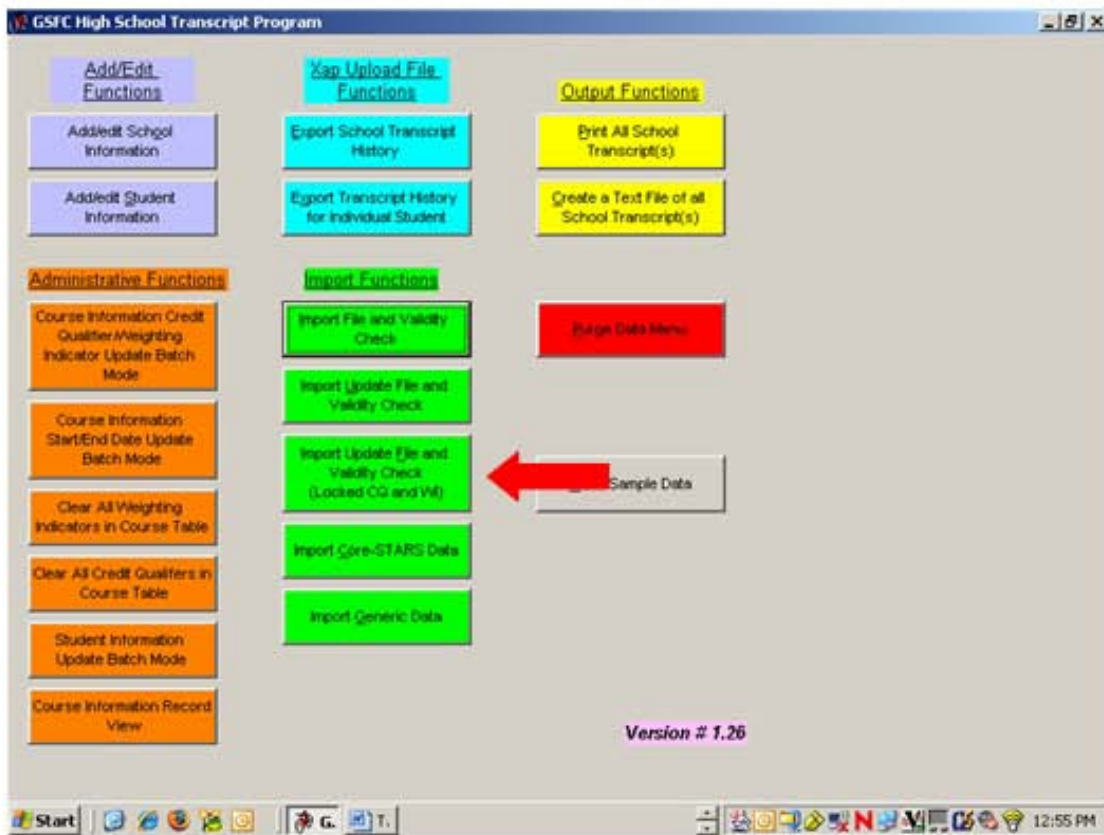 GSFC High School Transcript Program
Add/Edit
Functions
Add/edit School
Information
Add/edit Student
Information
Xap Upload File
Functions
Export School Transcript
History
Export Transcript History
for Individual Student
Output Functions
Print All School
Transcript(s)
Create a Text File of all
School Transcript(s)
Administrative Functions
Course Information Credit
Qualifier/Weighting
Indicator Update Batch
Mode
Course Information
Start/End Date Update
Batch Mode
Clear All Weighting
Indicators in Course Table
Clear All Credit Qualifers in
Course Table
Student Information
Update Batch Mode
Course Information Record
View
Import Functions
Import File and Validity
Check
Import Update File and
Validity Check
Import Update File and
Validity Check
(Locked CQ and WI)
Import Core-STARS Data
Import Generic Data
Purge Data Menu
Sample Data
Version # 1.26
Start
G.
T.
12:55 PM